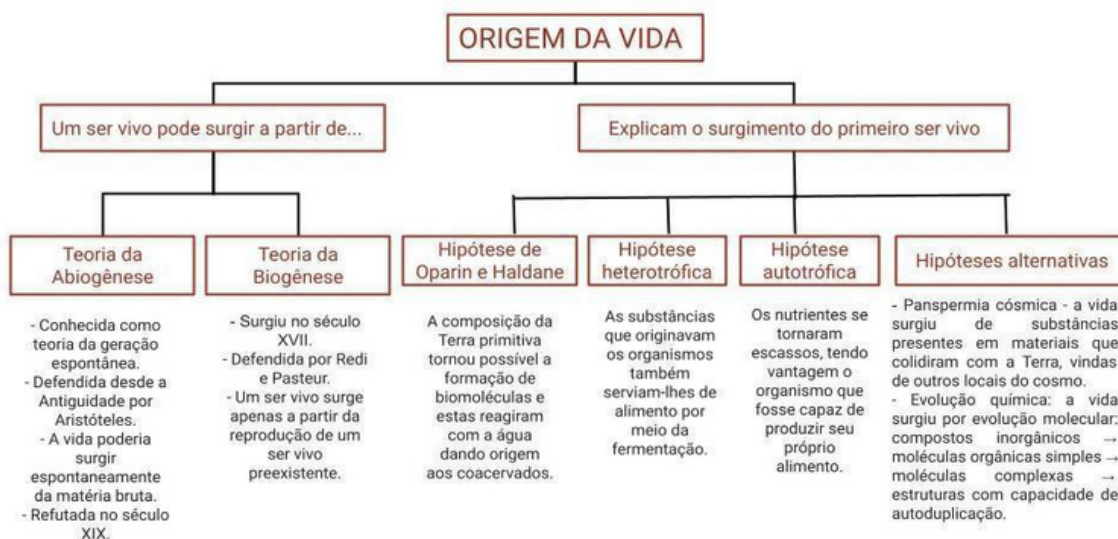 ORIGEM DA VIDA
Um ser vivo pode surgir a partir de...
Explicam o surgimento do primeiro ser vivo
Teoria da
Abiogênese
- Conhecida como
teoria da geração
espontânea.
- Defendida desde a
Antiguidade por
Aristóteles.
- A vida poderia
surgir
espontaneamente
da matéria bruta.
- Refutada no século
XIX.
Teoria da
Biogênese
- Surgiu no século
XVII.
- Defendida por Redi
e Pasteur.
- Um ser vivo surge
apenas a partir da
reprodução de um
ser vivo
preexistente.
Hipótese de
Oparin e Haldane
A composição da
Terra primitiva
tornou possível a
formação de
biomoléculas e
estas reagiram
com a água
dando origem
aos coacervados.
Hipótese
heterotrófica
As substâncias
que originavam
os organismos
também
serviam-lhes de
alimento por
meio da
fermentação.
Hipótese
autotrófica
Os nutrientes se
tornaram
escassos, tendo
vantagem o
organismo que
fosse capaz de
produzir seu
próprio
alimento.
Hipóteses alternativas
- Panspermia cósmica - a vida
surgiu de substâncias
presentes em materiais que
colidiram com a Terra, vindas
de outros locais do cosmo.
- Evolução química: a vida
surgiu por evolução molecular:
compostos inorgânicos →
moléculas orgânicas simples →
moléculas complexas →
estruturas com capacidade de
autoduplicação.